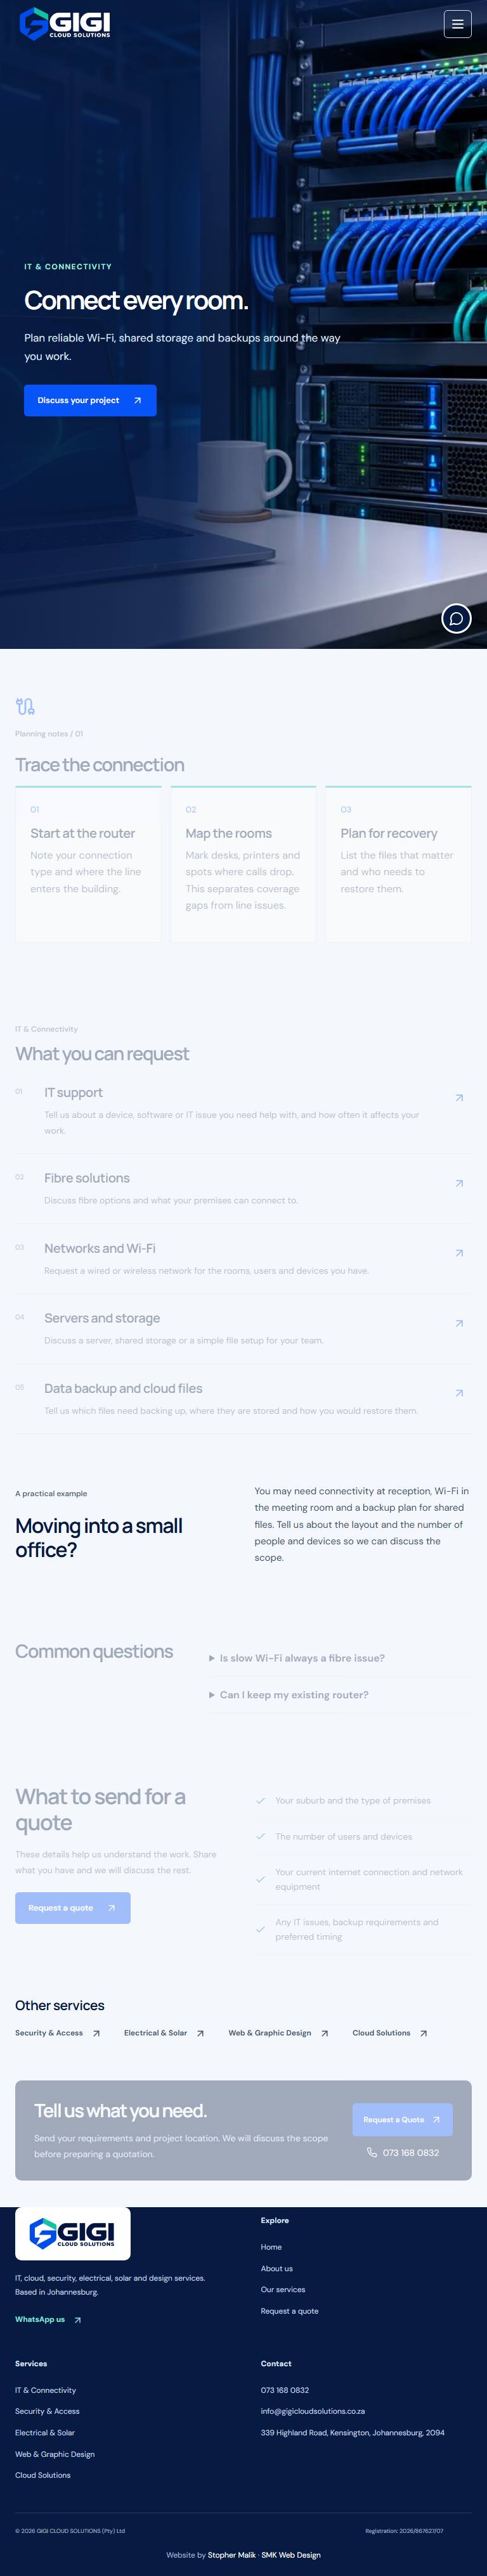 GIGI
CLOUD SOLUTIONS
IT & CONNECTIVITY
Connect every room.
Plan reliable Wi-Fi, shared storage and backups around the way
you work.
Discuss your project
Planning notes / 01
Trace the connection
01
Start at the router
Note your connection
type and where the line
enters the building.
02
Map the rooms
Mark desks, printers and
spots where calls drop.
This separates coverage
gaps from line issues.
03
Plan for recovery
List the files that matter
and who needs to
restore them.
IT & Connectivity
What you can request
01
IT support
Tell us about a device, software or IT issue you need help with, and how often it affects your
work.
02
Fibre solutions
Discuss fibre options and what your premises can connect to.
03
Networks and Wi-Fi
Request a wired or wireless network for the rooms, users and devices you have.
04
Servers and storage
Discuss a server, shared storage or a simple file setup for your team.
05
Data backup and cloud files
Tell us which files need backing up, where they are stored and how you would restore them.
A practical example
Moving into a small
office?
You may need connectivity at reception, Wi-Fi in
the meeting room and a backup plan for shared
files. Tell us about the layout and the number of
people and devices so we can discuss the
scope.
Common questions
Is slow Wi-Fi always a fibre issue?
Can I keep my existing router?
What to send for a
quote
These details help us understand the work. Share
what you have and we will discuss the rest.
Request a quote
Your suburb and the type of premises
The number of users and devices
Your current internet connection and network
equipment
Any IT issues, backup requirements and
preferred timing
Other services
Security & Access
Electrical & Solar
Web & Graphic Design
Cloud Solutions
Tell us what you need.
Send your requirements and project location. We will discuss the scope
before preparing a quotation.
Request a Quote
073 168 0832
GIGI
CLOUD SOLUTIONS
IT, cloud, security, electrical, solar and design services.
Based in Johannesburg.
WhatsApp us
Explore
Home
About us
Our services
Request a quote
Services
IT & Connectivity
Security & Access
Electrical & Solar
Web & Graphic Design
Cloud Solutions
Contact
073 168 0832
info@gigicloudsolutions.co.za
339 Highland Road, Kensington, Johannesburg, 2094
© 2026 GIGI CLOUD SOLUTIONS (Pty) Ltd
Registration: 2026/867627/07
Website by Stopher Malik · SMK Web Design